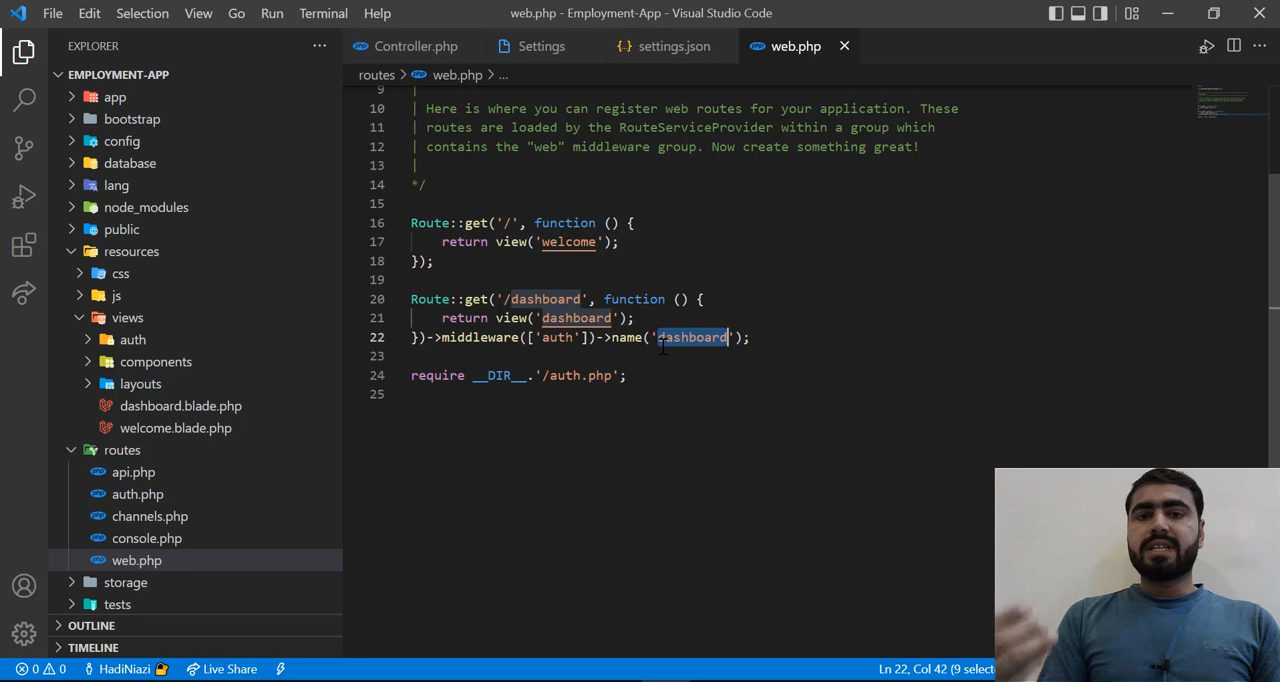 File Edit Selection View Go Run Terminal Help
web.php - Employment-App - Visual Studio Code
EXPLORER
EMPLOYMENT-APP
app
bootstrap
config
database
lang
node_modules
public
resources
css
js
views
auth
components
layouts
dashboard.blade.php
welcome.blade.php
routes
api.php
auth.php
channels.php
console.php
web.php
storage
tests
OUTLINE
TIMELINE
Controller.php Settings settings.json web.php
routes > web.php > ...
9 |
10 | Here is where you can register web routes for your application. These
11 | routes are loaded by the RouteServiceProvider within a group which
12 | contains the "web" middleware group. Now create something great!
13 |
14 */
15
16 Route::get('/', function () {
17 return view('welcome');
18 });
19
20 Route::get('/dashboard', function () {
21 return view('dashboard');
22 })->middleware(['auth'])->name('dashboard');
23
24 require __DIR__.'/auth.php';
25
0 0 HadiNiazi Live Share Ln 22, Col 42 (9 select